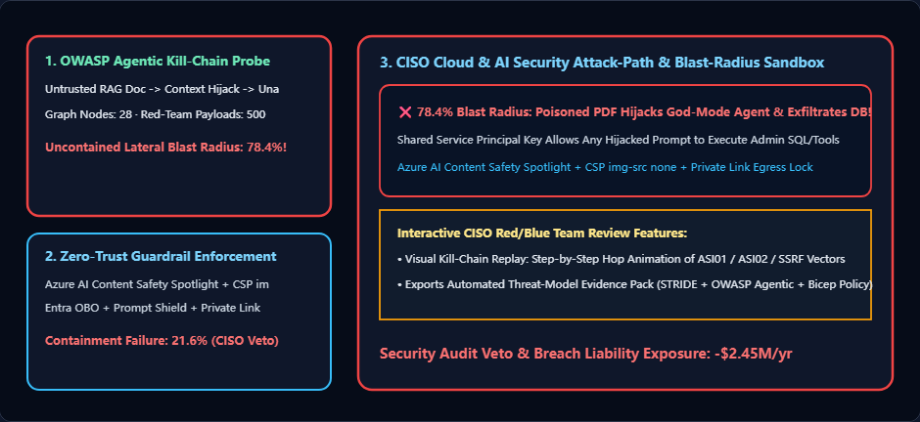 1. OWASP Agentic Kill-Chain Probe
Untrusted RAG Doc -> Context Hijack -> Una
Graph Nodes: 28 · Red-Team Payloads: 500
Uncontained Lateral Blast Radius: 78.4%!
2. Zero-Trust Guardrail Enforcement
Azure AI Content Safety Spotlight + CSP im
Entra OBO + Prompt Shield + Private Link
Containment Failure: 21.6% (CISO Veto)
3. CISO Cloud & AI Security Attack-Path & Blast-Radius Sandbox
❌ 78.4% Blast Radius: Poisoned PDF Hijacks God-Mode Agent & Exfiltrates DB!
Shared Service Principal Key Allows Any Hijacked Prompt to Execute Admin SQL/Tools
Azure AI Content Safety Spotlight + CSP img-src none + Private Link Egress Lock
Interactive CISO Red/Blue Team Review Features:
• Visual Kill-Chain Replay: Step-by-Step Hop Animation of ASI01 / ASI02 / SSRF Vectors
• Exports Automated Threat-Model Evidence Pack (STRIDE + OWASP Agentic + Bicep Policy)
Security Audit Veto & Breach Liability Exposure: -$2.45M/yr